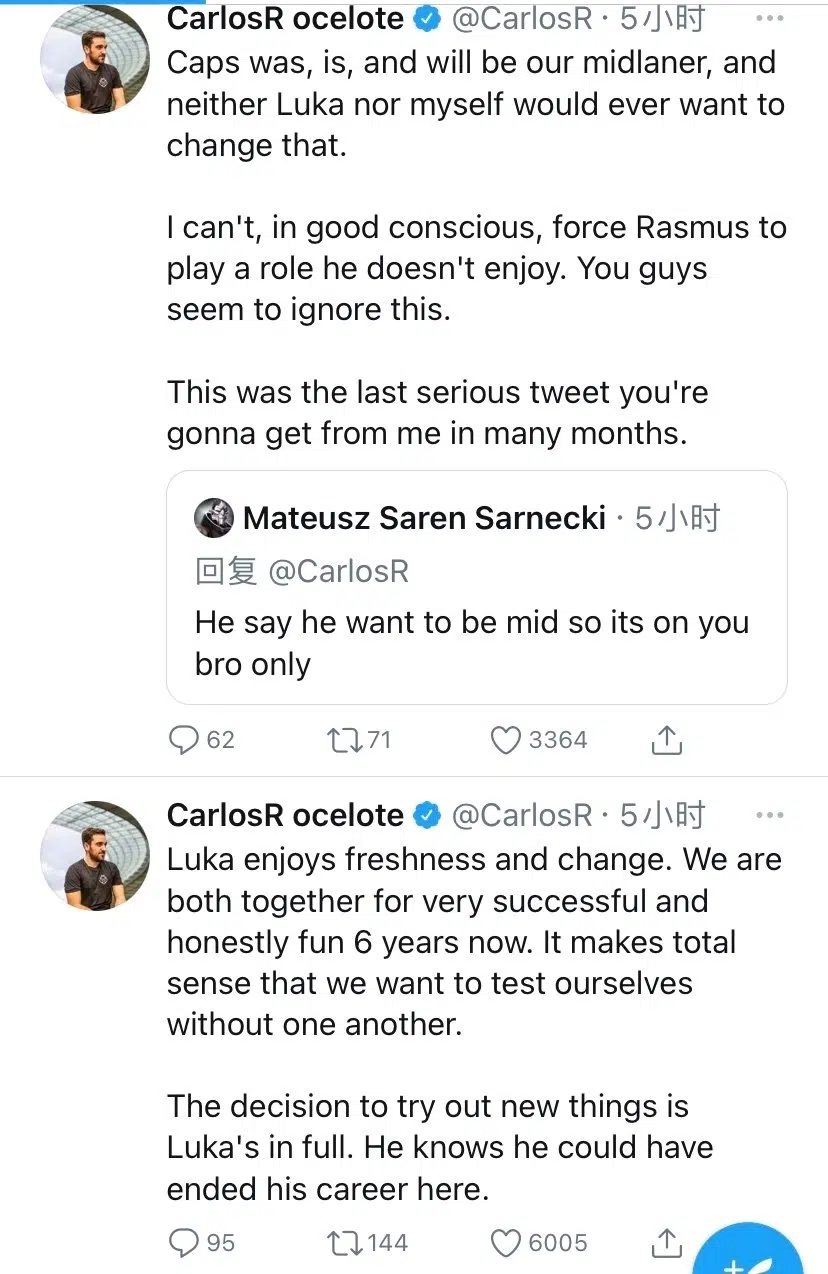 CarlosR ocelote @CarlosR · 5小时
Caps was, is, and will be our midlaner, and
neither Luka nor myself would ever want to
change that.
I can't, in good conscious, force Rasmus to
play a role he doesn't enjoy. You guys
seem to ignore this.
This was the last serious tweet you're
gonna get from me in many months.
Mateusz Saren Sarnecki · 5小时
回复 @CarlosR
He say he want to be mid so its on you
bro only
62 71 3364
CarlosR ocelote @CarlosR · 5小时
Luka enjoys freshness and change. We are
both together for very successful and
honestly fun 6 years now. It makes total
sense that we want to test ourselves
without one another.
The decision to try out new things is
Luka's in full. He knows he could have
ended his career here.
95 144 6005